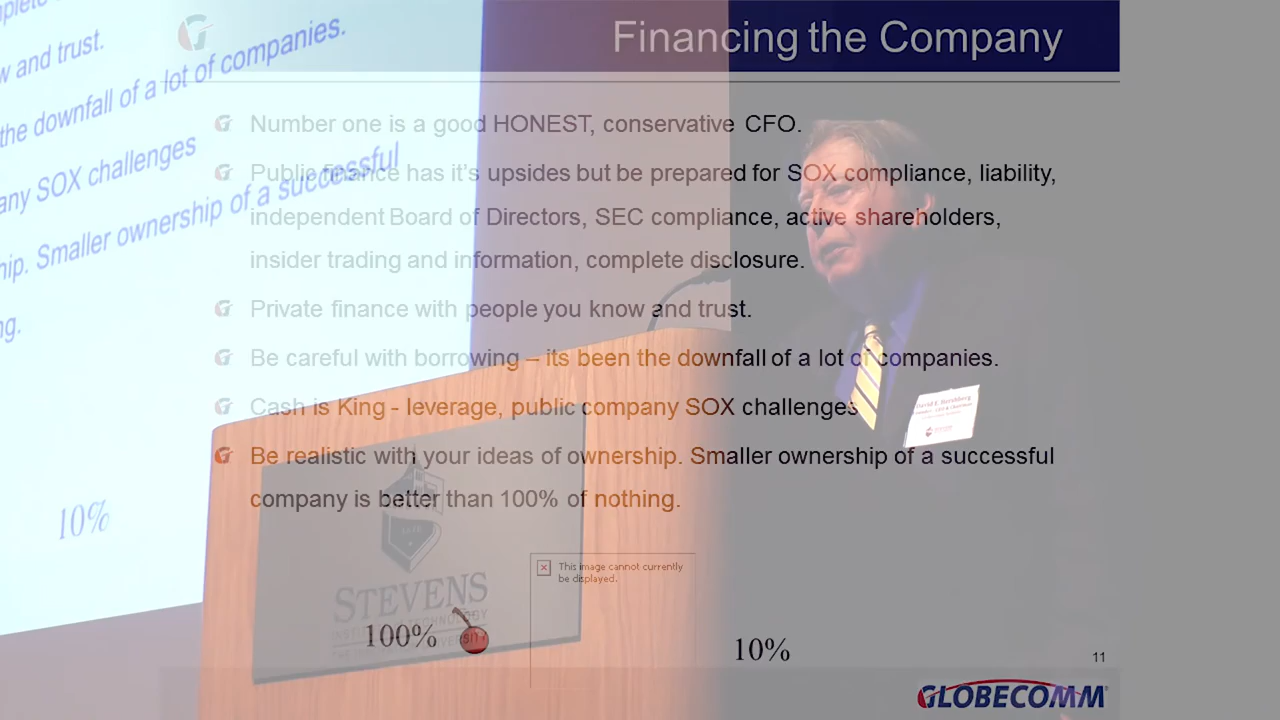 Financing the Company
Number one is a good HONEST, conservative CFO.
Public finance has it's upsides but be prepared for SOX compliance, liability,
independent Board of Directors, SEC compliance, active shareholders,
insider trading and information, complete disclosure.
Private finance with people you know and trust.
Be careful with borrowing – its been the downfall of a lot of companies.
Cash is King - leverage, public company SOX challenges
Be realistic with your ideas of ownership. Smaller ownership of a successful
company is better than 100% of nothing.
This image cannot currently
be displayed.
100%
10%
11
GLOBECOMM
and trust.
the downfall of a lot of companies.
any SOX challenges
Smaller ownership of a successful
10%
David E. Hershberg
STEVENS
INSTITUTE OF TECHNOLOGY